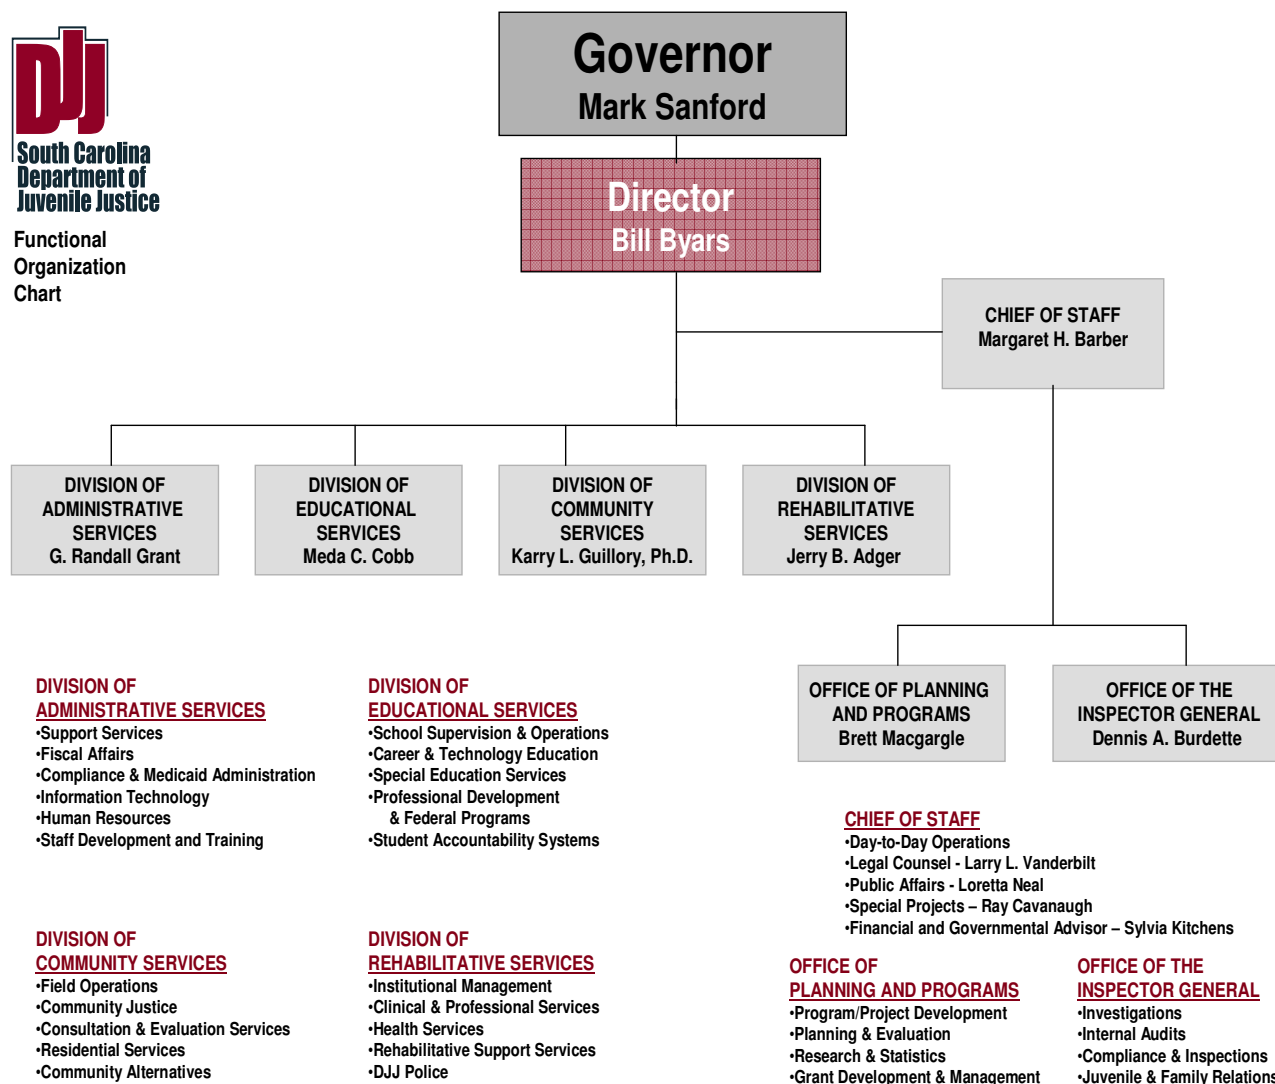 DJJ
South Carolina
Department of
Juvenile Justice
Functional
Organization
Chart
Governor
Mark Sanford
Director
Bill Byars
CHIEF OF STAFF
Margaret H. Barber
DIVISION OF
ADMINISTRATIVE
SERVICES
G. Randall Grant
DIVISION OF
EDUCATIONAL
SERVICES
Meda C. Cobb
DIVISION OF
COMMUNITY
SERVICES
Karry L. Guillory, Ph.D.
DIVISION OF
REHABILITATIVE
SERVICES
Jerry B. Adger
OFFICE OF PLANNING
AND PROGRAMS
Brett Macgargle
OFFICE OF THE
INSPECTOR GENERAL
Dennis A. Burdette
DIVISION OF
ADMINISTRATIVE SERVICES
•Support Services
•Fiscal Affairs
•Compliance & Medicaid Administration
•Information Technology
•Human Resources
•Staff Development and Training
DIVISION OF
EDUCATIONAL SERVICES
•School Supervision & Operations
•Career & Technology Education
•Special Education Services
•Professional Development
& Federal Programs
•Student Accountability Systems
CHIEF OF STAFF
•Day-to-Day Operations
•Legal Counsel - Larry L. Vanderbilt
•Public Affairs - Loretta Neal
•Special Projects – Ray Cavanaugh
•Financial and Governmental Advisor – Sylvia Kitchens
DIVISION OF
COMMUNITY SERVICES
•Field Operations
•Community Justice
•Consultation & Evaluation Services
•Residential Services
•Community Alternatives
DIVISION OF
REHABILITATIVE SERVICES
•Institutional Management
•Clinical & Professional Services
•Health Services
•Rehabilitative Support Services
•DJJ Police
OFFICE OF
PLANNING AND PROGRAMS
•Program/Project Development
•Planning & Evaluation
•Research & Statistics
•Grant Development & Management
OFFICE OF THE
INSPECTOR GENERAL
•Investigations
•Internal Audits
•Compliance & Inspections
•Juvenile & Family Relations